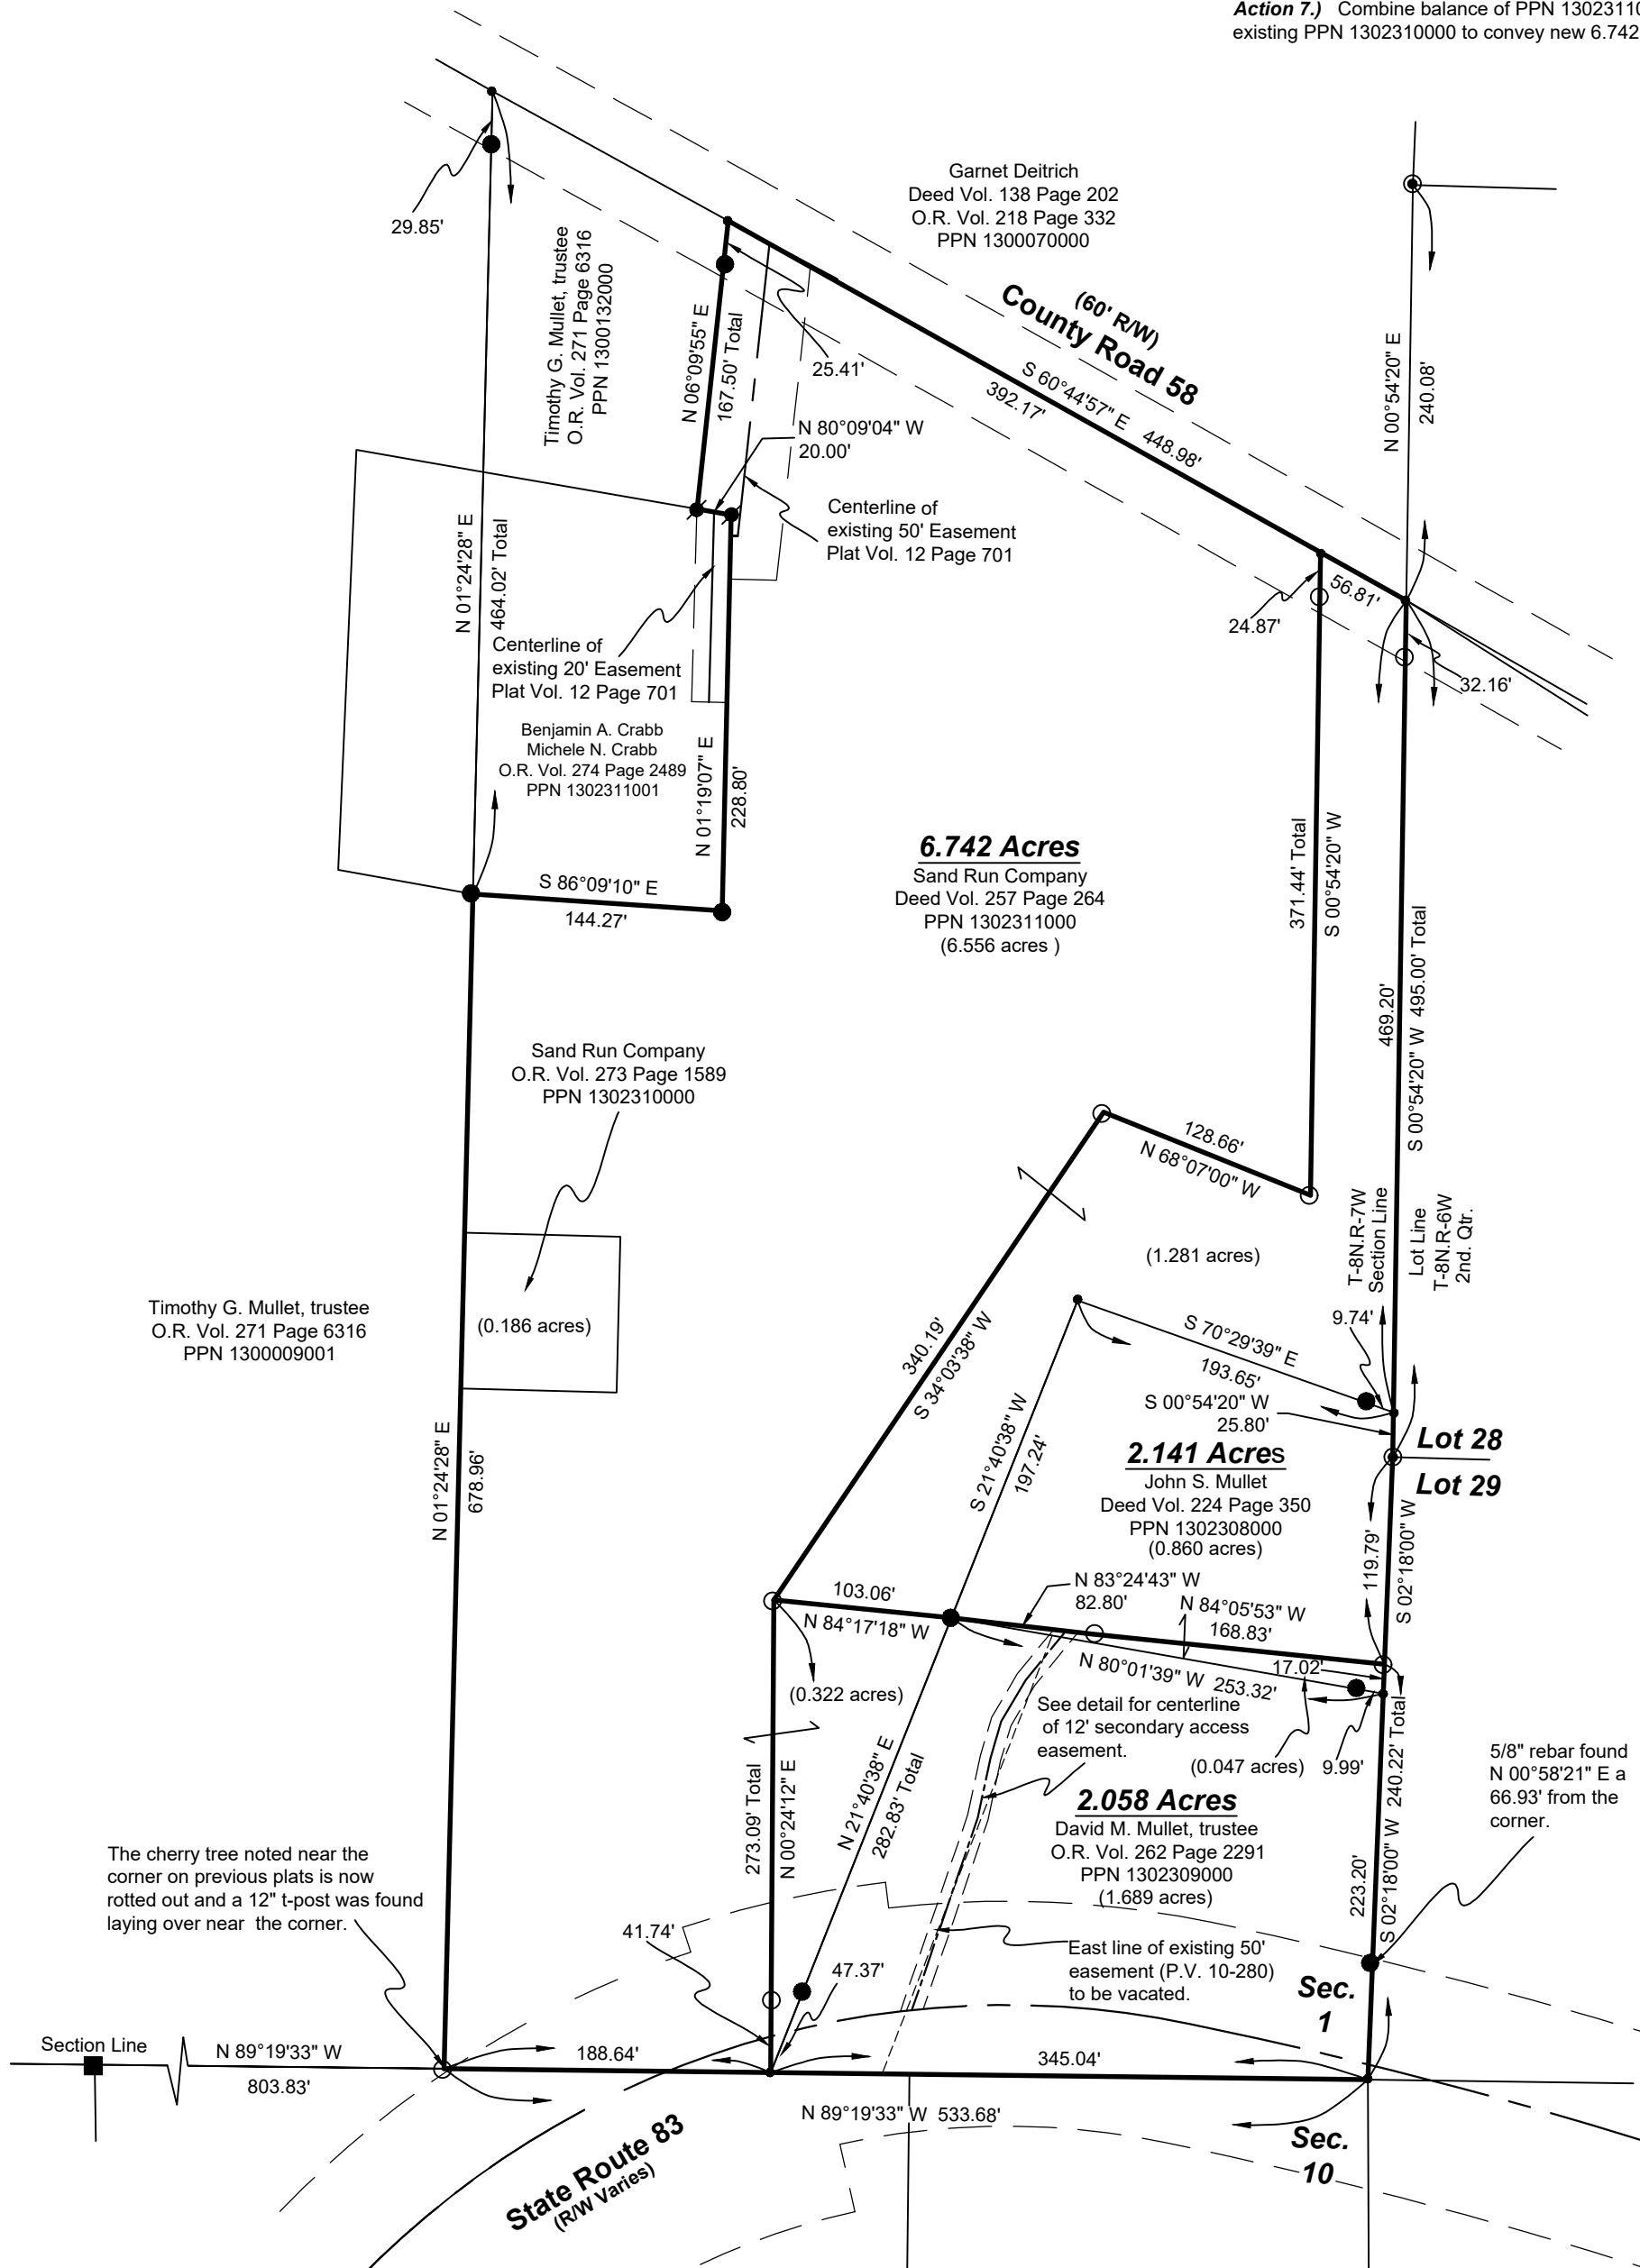 Action 7.) Combine balance of PPN 13023110
existing PPN 1302310000 to convey new 6.742
Garnet Deitrich
Deed Vol. 138 Page 202
O.R. Vol. 218 Page 332
PPN 1300070000
29.85'
Timothy G. Mullet, trustee
O.R. Vol. 271 Page 6316
PPN 1300132000
(60' R/W)
County Road 58
S 60°44'57" E 448.98'
392.17'
N 00°54'20" E
240.08'
N 06°09'55" E
167.50' Total
25.41'
N 80°09'04" W
20.00'
Centerline of
existing 50' Easement
Plat Vol. 12 Page 701
N 01°24'28" E
464.02' Total
56.81'
24.87'
32.16'
Centerline of
existing 20' Easement
Plat Vol. 12 Page 701
Benjamin A. Crabb
Michele N. Crabb
O.R. Vol. 274 Page 2489
PPN 1302311001
N 01°19'07" E
228.80'
S 86°09'10" E
144.27'
6.742 Acres
Sand Run Company
Deed Vol. 257 Page 264
PPN 1302311000
(6.556 acres )
371.44' Total
S 00°54'20" W
469.20'
S 00°54'20" W 495.00' Total
Sand Run Company
O.R. Vol. 273 Page 1589
PPN 1302310000
128.66'
N 68°07'00" W
T-8N.R-7W
Section Line
Lot Line
T-8N.R-6W
2nd. Qtr.
(1.281 acres)
Timothy G. Mullet, trustee
O.R. Vol. 271 Page 6316
PPN 1300009001
(0.186 acres)
340.19'
S 34°03'38" W
S 70°29'39" E
193.65'
9.74'
S 00°54'20" W
25.80'
S 21°40'38" W
197.24'
Lot 28
Lot 29
2.141 Acres
John S. Mullet
Deed Vol. 224 Page 350
PPN 1302308000
(0.860 acres)
N 01°24'28" E
678.96'
119.79'
S 02°18'00" W
103.06'
N 84°17'18" W
N 83°24'43" W
82.80'
N 84°05'53" W
168.83'
N 80°01'39" W 253.32'
17.02'
(0.322 acres)
See detail for centerline
of 12' secondary access
easement.
(0.047 acres)
9.99'
273.09' Total
N 00°24'12" E
N 21°40'38" E
282.83' Total
2.058 Acres
David M. Mullet, trustee
O.R. Vol. 262 Page 2291
PPN 1302309000
(1.689 acres)
223.20'
S 02°18'00" W 240.22' Total
5/8" rebar found
N 00°58'21" E a
66.93' from the
corner.
The cherry tree noted near the
corner on previous plats is now
rotted out and a 12" t-post was found
laying over near the corner.
41.74'
47.37'
East line of existing 50'
easement (P.V. 10-280)
to be vacated.
Sec.
1
Section Line
N 89°19'33" W
803.83'
188.64'
345.04'
N 89°19'33" W 533.68'
State Route 83
(R/W Varies)
Sec.
10